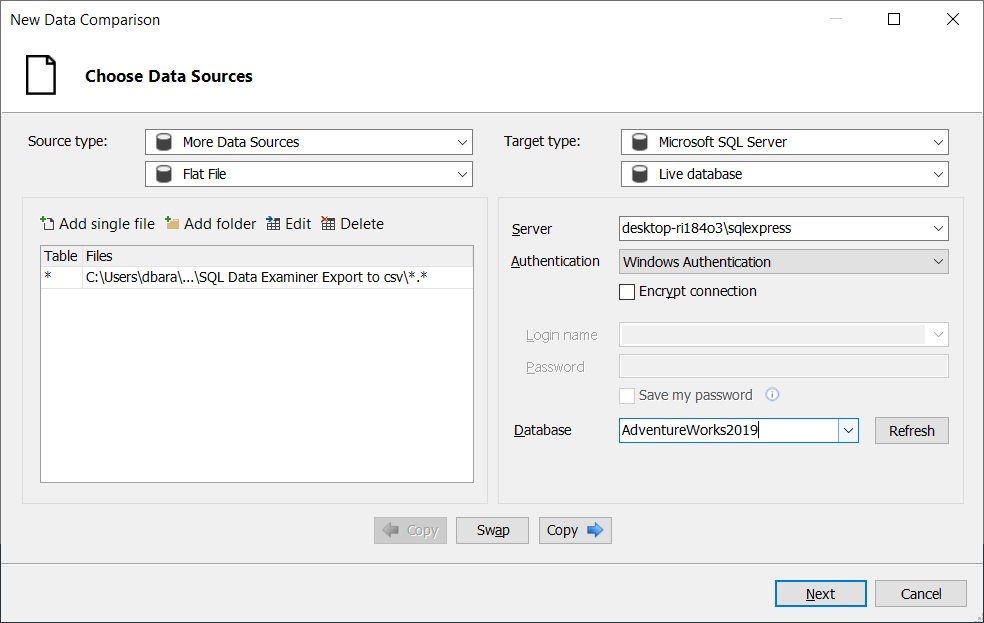 New Data Comparison
Choose Data Sources
Source type:
More Data Sources
Flat File
Target type:
Microsoft SQL Server
Live database
Add single file
Add folder
Edit
Delete
Table Files
* C:\Users\dbara\...\SQL Data Examiner Export to csv\*.*
Server
desktop-ri184o3\sqlexpress
Authentication
Windows Authentication
Encrypt connection
Login name
Password
Save my password
Database
AdventureWorks2019
Refresh
Copy
Swap
Copy
Next
Cancel